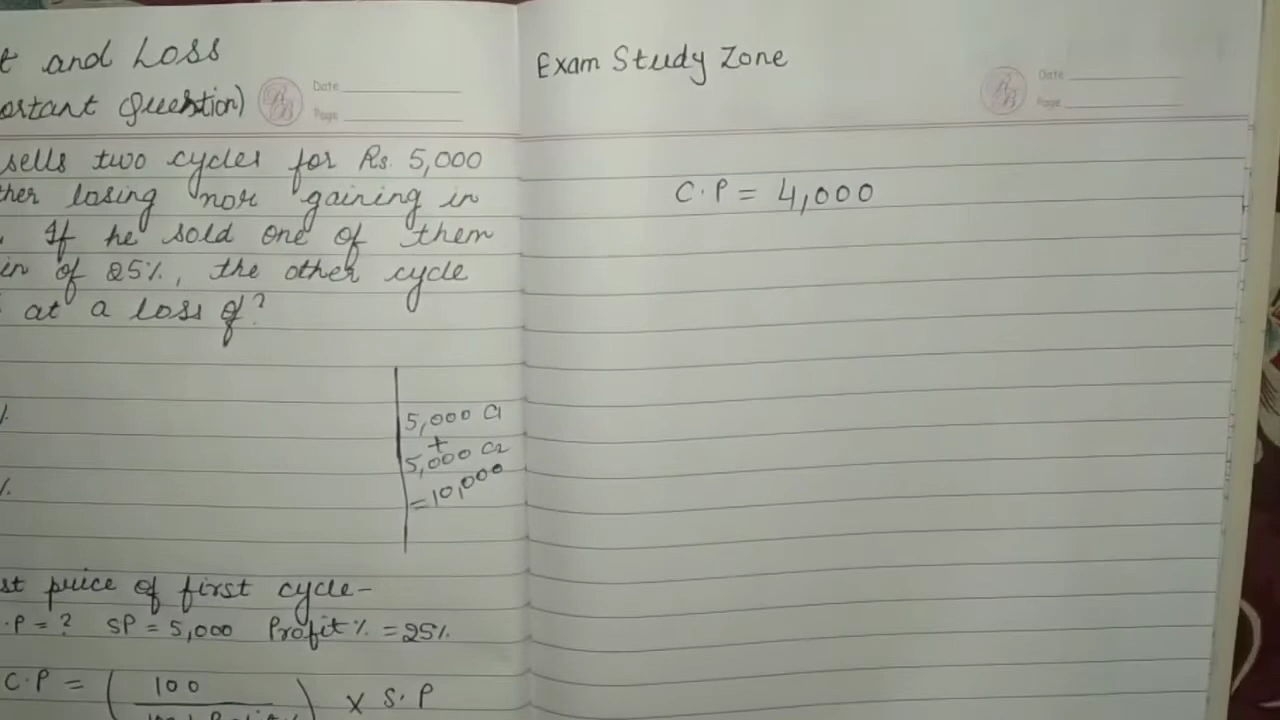 t and Loss
ortant Question)
Date
Page
sells two cycles for Rs. 5,000
ther losing nor gaining in
. If he sold one of them
in of 25%, the other cycle
at a loss of?
%.
%.
5,000 C1
+
5,000 C2
=10,000
st price of first cycle-
.P = ? SP = 5,000 Profit % = 25%
C.P = ( 100 ) x S.P
Exam Study Zone
Date
Page
C.P = 4,000